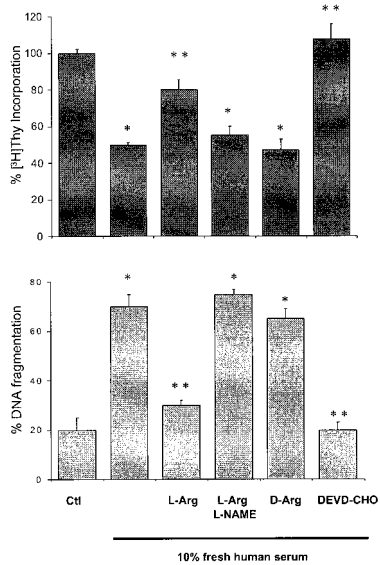 120
100
80
60
40
20
0
% [³H]Thy Incorporation
*
**
*
*
**
80
60
40
20
0
% DNA fragmentation
*
**
*
*
**
Ctl
L-Arg
L-Arg
L-NAME
D-Arg
DEVD-CHO
10% fresh human serum